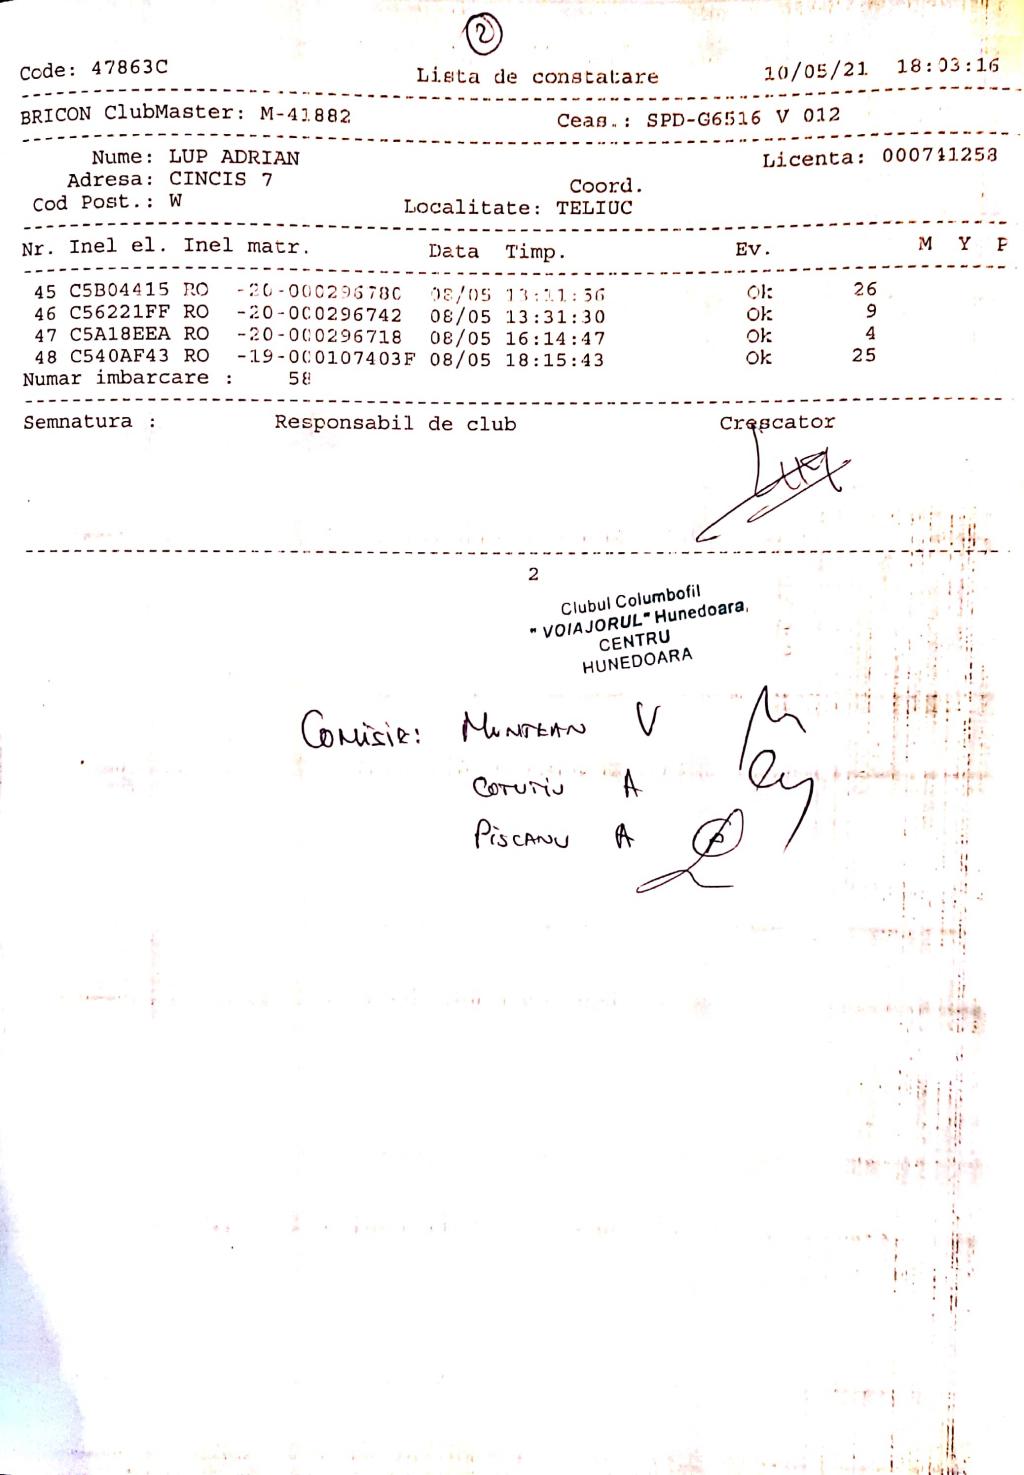 2
Code: 47863C Lista de constatare 10/05/21 18:03:16
BRICON ClubMaster: M-41882 Ceas.: SPD-G6516 V 012
Nume: LUP ADRIAN Licenta: 000741258
Adresa: CINCIS 7 Coord.
Cod Post.: W Localitate: TELIUC
Nr. Inel el. Inel matr. Data Timp. Ev. M Y F
45 C5B04415 RO -20-000296780 08/05 13:11:56 Ok 26
46 C56221FF RO -20-000296742 08/05 13:31:30 Ok 9
47 C5A18EEA RO -20-000296718 08/05 16:14:47 Ok 4
48 C540AF43 RO -19-000107403F 08/05 18:15:43 Ok 25
Numar imbarcare : 58
Semnatura : Responsabil de club Crescator
2
Clubul Columbofil
"VOIAJORUL" Hunedoara,
CENTRU
HUNEDOARA
Comisie: MUNTEAN V
COTUTIU A
PISCANU A